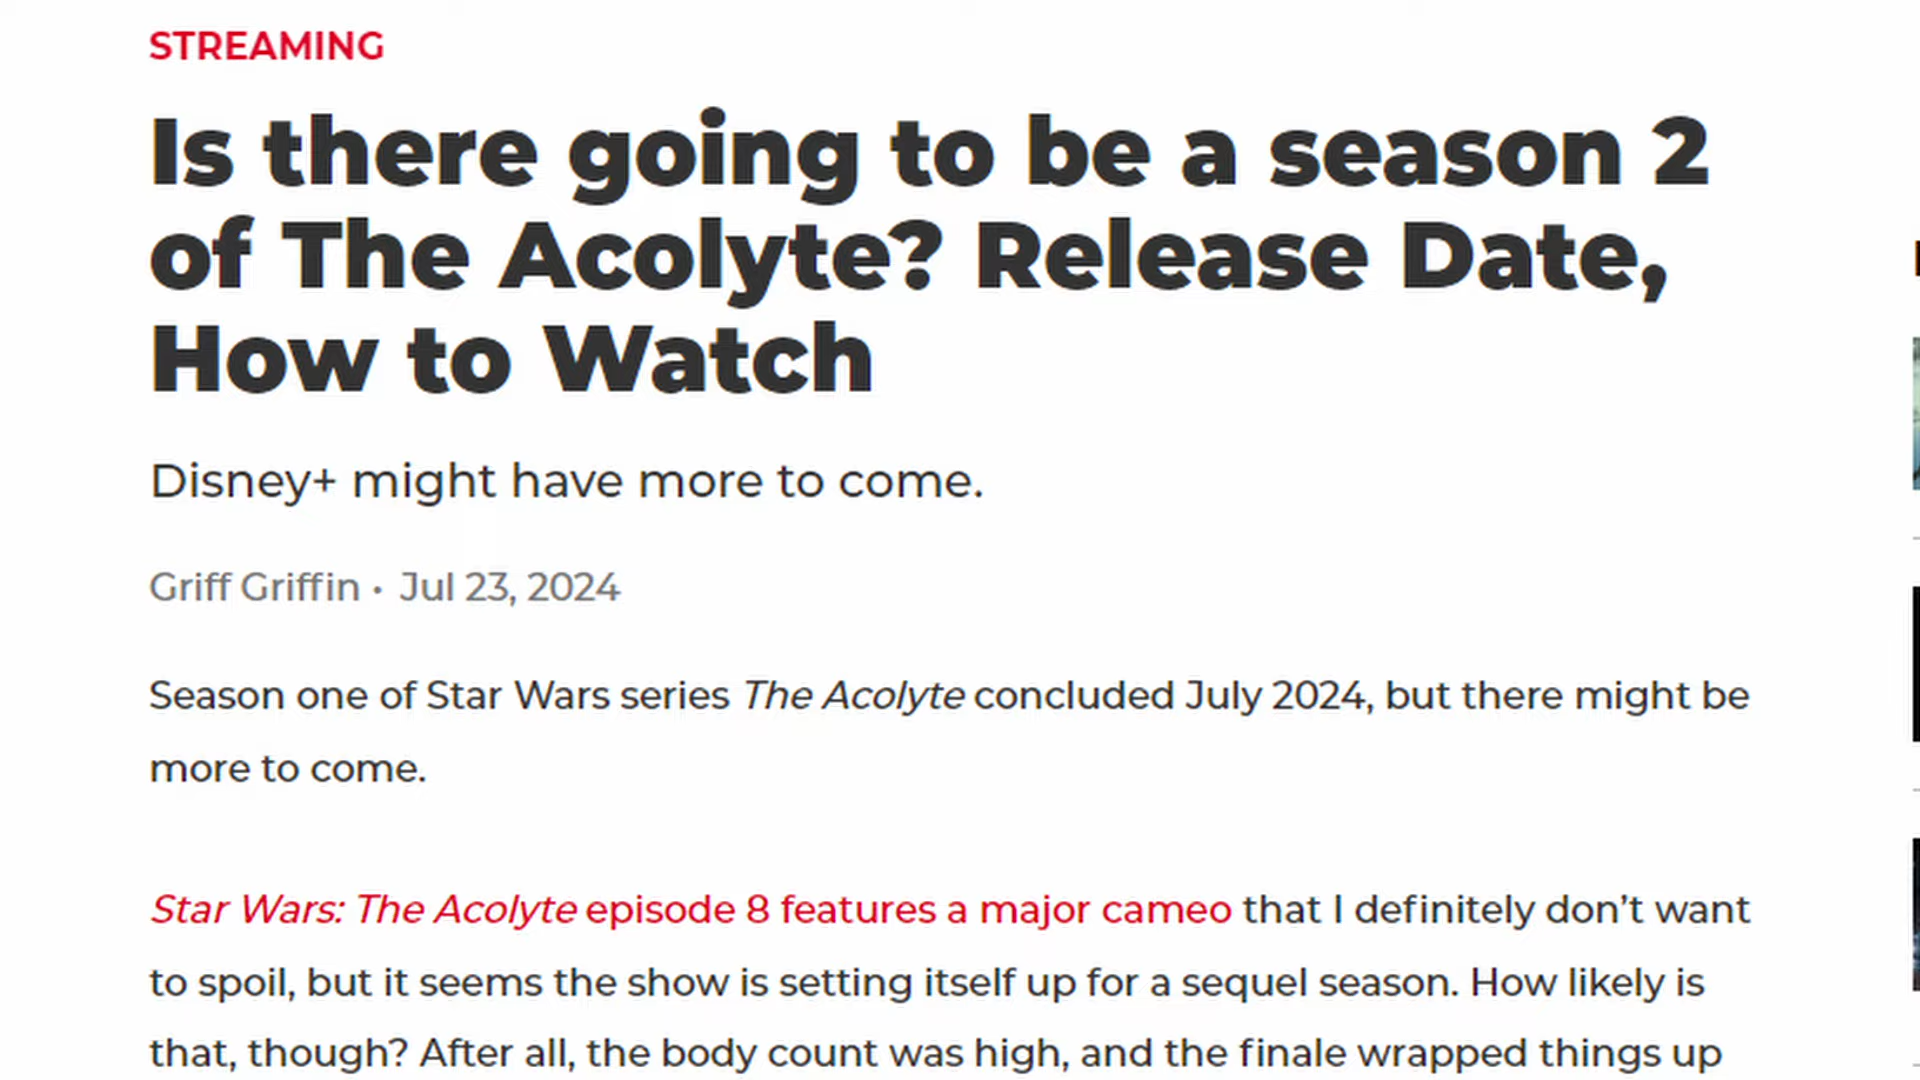 STREAMING
Is there going to be a season 2
of The Acolyte? Release Date,
How to Watch
Disney+ might have more to come.
Griff Griffin • Jul 23, 2024
Season one of Star Wars series The Acolyte concluded July 2024, but there might be
more to come.
Star Wars: The Acolyte episode 8 features a major cameo that I definitely don’t want
to spoil, but it seems the show is setting itself up for a sequel season. How likely is
that, though? After all, the body count was high, and the finale wrapped things up